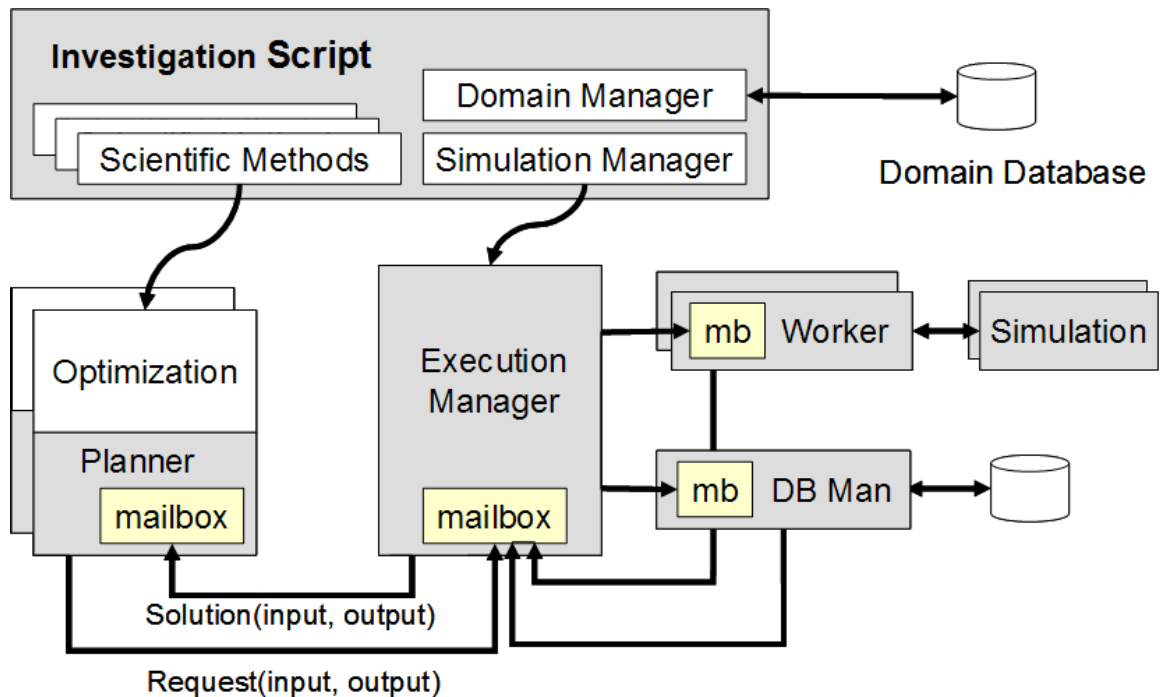 Investigation Script
Domain Manager
Scientific Methods
Simulation Manager
Domain Database
Optimization
Planner
mailbox
Execution
Manager
mailbox
mb
Worker
Simulation
mb
DB Man
Solution(input, output)
Request(input, output)